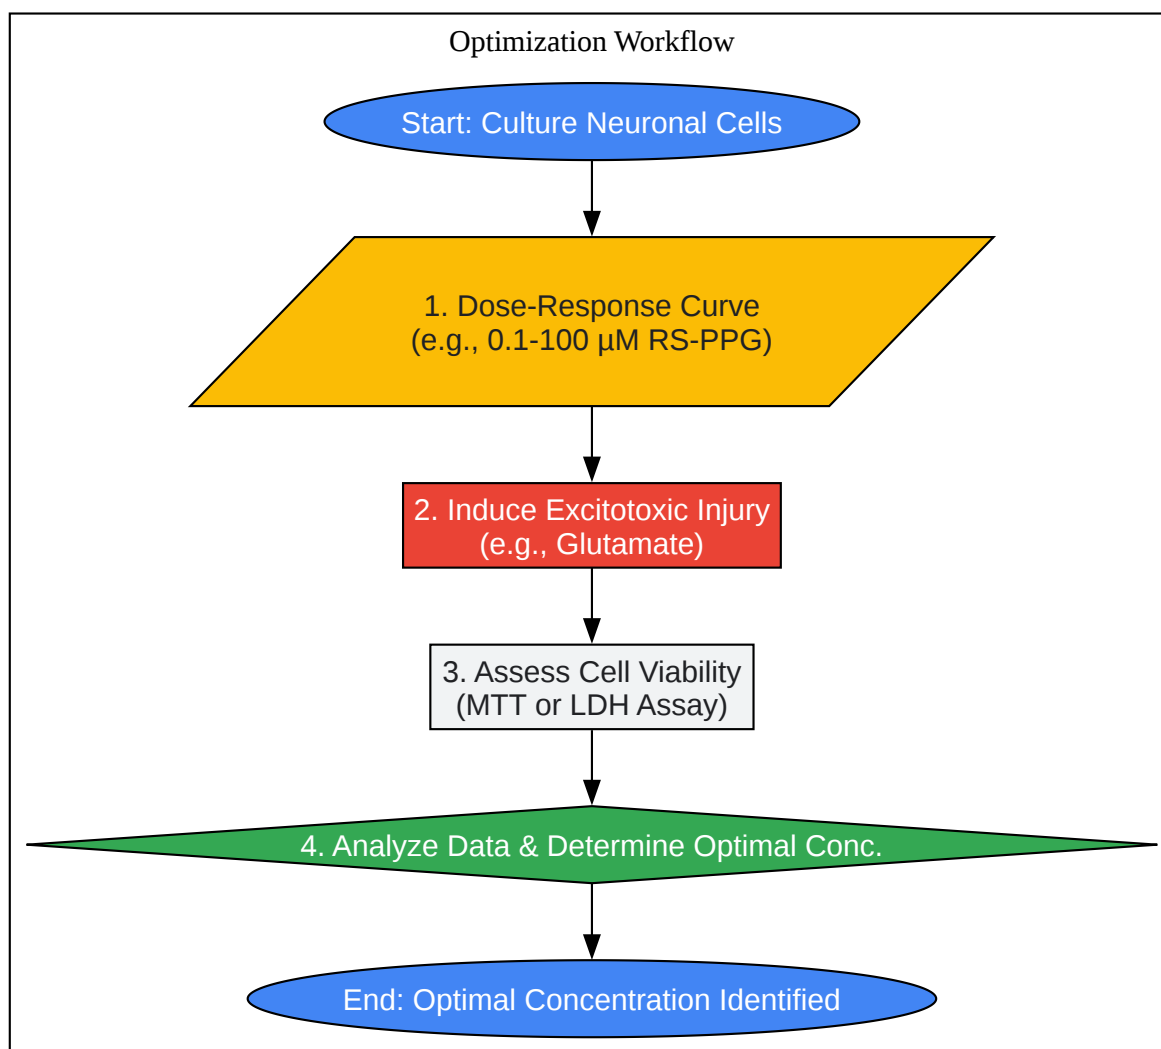 Optimization Workflow
Start: Culture Neuronal Cells
1. Dose-Response Curve
(e.g., 0.1-100 µM RS-PPG)
2. Induce Excitotoxic Injury
(e.g., Glutamate)
3. Assess Cell Viability
(MTT or LDH Assay)
4. Analyze Data & Determine Optimal Conc.
End: Optimal Concentration Identified